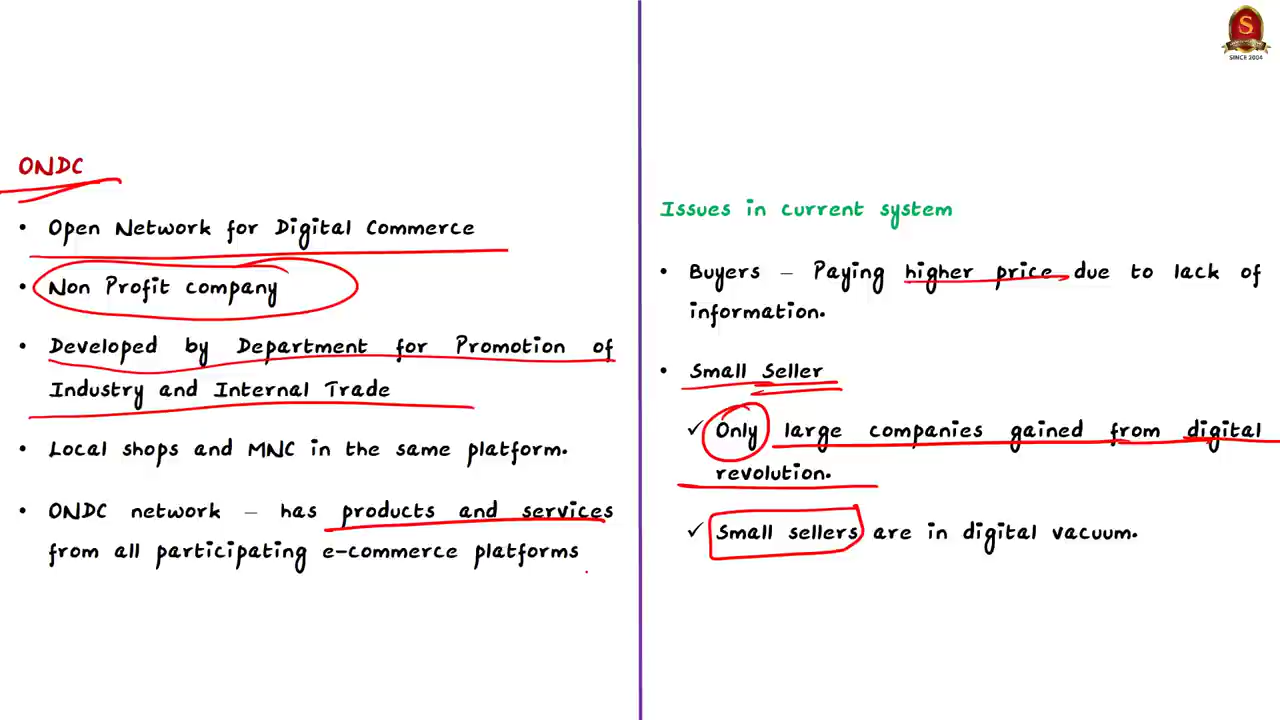 S
SINCE 2004
ONDC
• Open Network for Digital Commerce
• Non Profit company
• Developed by Department for Promotion of
Industry and Internal Trade
• Local shops and MNC in the same platform.
• ONDC network – has products and services
from all participating e-commerce platforms
Issues in current system
• Buyers – Paying higher price due to lack of
information.
• Small Seller
✓ Only large companies gained from digital
revolution.
✓ Small sellers are in digital vacuum.